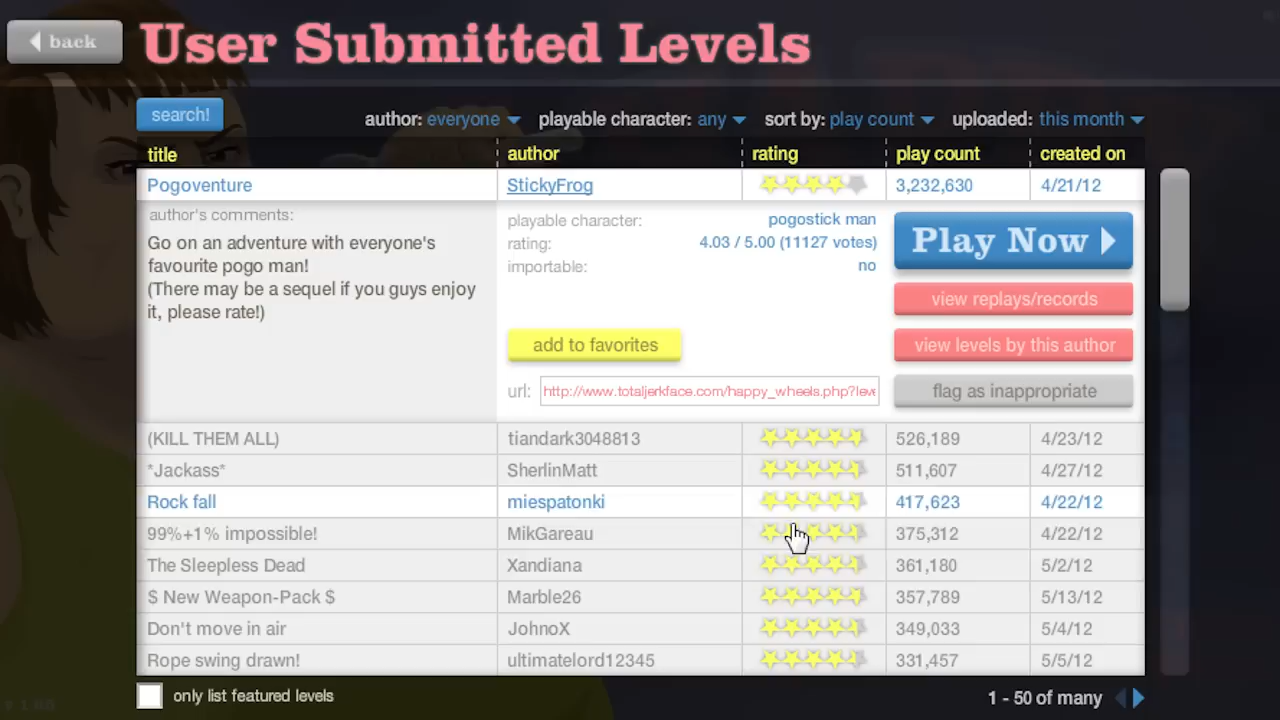 back
User Submitted Levels
search!
author: everyone playable character: any sort by: play count uploaded: this month
title author rating play count created on
Pogoventure StickyFrog 3,232,630 4/21/12
author's comments:
Go on an adventure with everyone's
favourite pogo man!
(There may be a sequel if you guys enjoy
it, please rate!)
playable character: pogostick man
rating: 4.03 / 5.00 (11127 votes)
importable: no
add to favorites
url: http://www.totaljerkface.com/happy_wheels.php?leve
Play Now
view replays/records
view levels by this author
flag as inappropriate
(KILL THEM ALL) tiandark3048813 526,189 4/23/12
*Jackass* SherlinMatt 511,607 4/27/12
Rock fall miespatonki 417,623 4/22/12
99%+1% impossible! MikGareau 375,312 4/22/12
The Sleepless Dead Xandiana 361,180 5/2/12
$ New Weapon-Pack $ Marble26 357,789 5/13/12
Don't move in air JohnoX 349,033 5/4/12
Rope swing drawn! ultimatelord12345 331,457 5/5/12
only list featured levels
1 - 50 of many